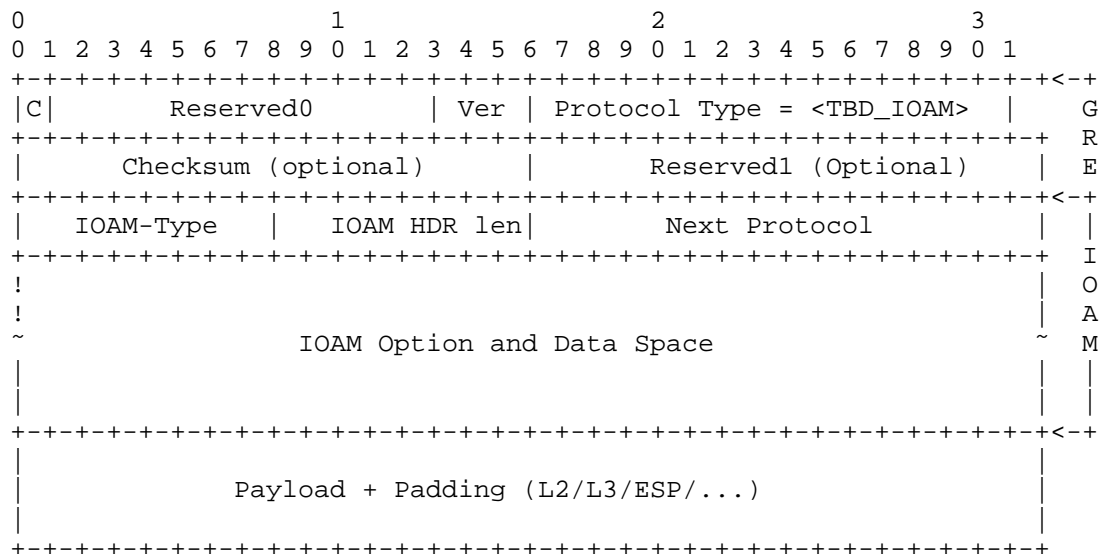 0                   1                   2                   3
0 1 2 3 4 5 6 7 8 9 0 1 2 3 4 5 6 7 8 9 0 1 2 3 4 5 6 7 8 9 0 1
+-+-+-+-+-+-+-+-+-+-+-+-+-+-+-+-+-+-+-+-+-+-+-+-+-+-+-+-+-+-+-+-+<-+
|C|        Reserved0       | Ver | Protocol Type = <TBD_IOAM>   |    G
+-+-+-+-+-+-+-+-+-+-+-+-+-+-+-+-+-+-+-+-+-+-+-+-+-+-+-+-+-+-+-+-+  R
|      Checksum (optional)      |       Reserved1 (Optional)    |  E
+-+-+-+-+-+-+-+-+-+-+-+-+-+-+-+-+-+-+-+-+-+-+-+-+-+-+-+-+-+-+-+-+<-+
|   IOAM-Type   |   IOAM HDR len|        Next Protocol          |  |
+-+-+-+-+-+-+-+-+-+-+-+-+-+-+-+-+-+-+-+-+-+-+-+-+-+-+-+-+-+-+-+-+  I
!                                                               |  O
!                                                               |  A
~                 IOAM Option and Data Space                    ~  M
|                                                               |  |
|                                                               |  |
+-+-+-+-+-+-+-+-+-+-+-+-+-+-+-+-+-+-+-+-+-+-+-+-+-+-+-+-+-+-+-+-+<-+
|                                                               |
|             Payload + Padding (L2/L3/ESP/...)                 |
|                                                               |
+-+-+-+-+-+-+-+-+-+-+-+-+-+-+-+-+-+-+-+-+-+-+-+-+-+-+-+-+-+-+-+-+